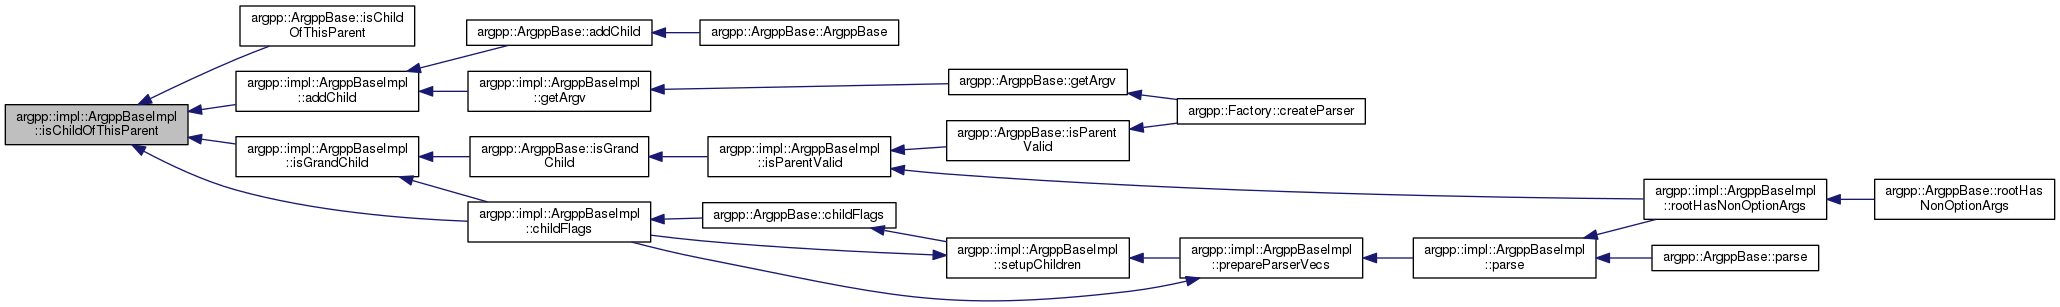 argpp::impl::ArgppBaseImpl
::isChildOfThisParent
argpp::ArgppBase::isChild
OfThisParent
argpp::impl::ArgppBaseImpl
::addChild
argpp::impl::ArgppBaseImpl
::isGrandChild
argpp::ArgppBase::addChild
argpp::impl::ArgppBaseImpl
::getArgv
argpp::ArgppBase::isGrand
Child
argpp::impl::ArgppBaseImpl
::childFlags
argpp::ArgppBase::ArgppBase
argpp::impl::ArgppBaseImpl
::isParentValid
argpp::ArgppBase::childFlags
argpp::ArgppBase::getArgv
argpp::ArgppBase::isParent
Valid
argpp::impl::ArgppBaseImpl
::setupChildren
argpp::Factory::createParser
argpp::impl::ArgppBaseImpl
::prepareParserVecs
argpp::impl::ArgppBaseImpl
::parse
argpp::impl::ArgppBaseImpl
::rootHasNonOptionArgs
argpp::ArgppBase::parse
argpp::ArgppBase::rootHas
NonOptionArgs